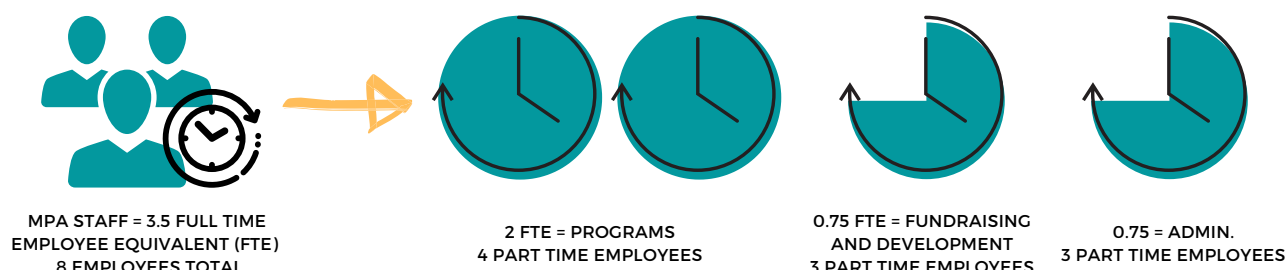 MPA STAFF = 3.5 FULL TIME
EMPLOYEE EQUIVALENT (FTE)
8 EMPLOYEES TOTAL
2 FTE = PROGRAMS
4 PART TIME EMPLOYEES
0.75 FTE = FUNDRAISING
AND DEVELOPMENT
3 PART TIME EMPLOYEES
0.75 = ADMIN.
3 PART TIME EMPLOYEES